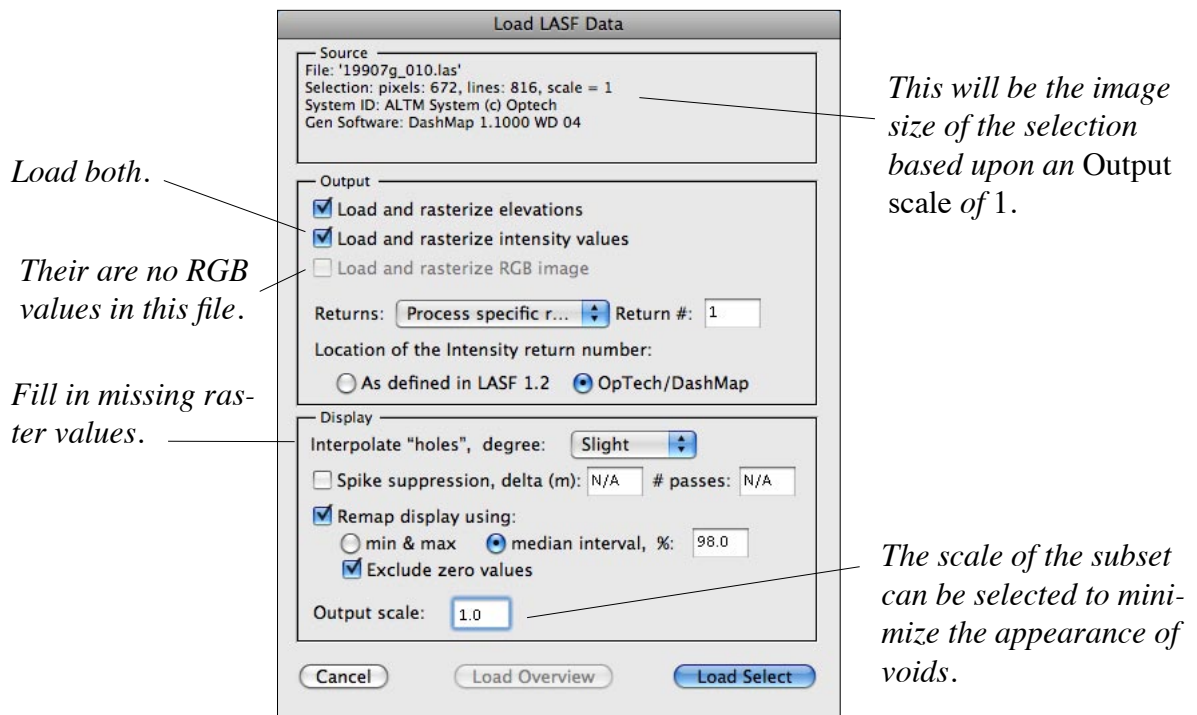 Load LASF Data
Source
File: '19907g_010.las'
Selection: pixels: 672, lines: 816, scale = 1
System ID: ALTM System (c) Optech
Gen Software: DashMap 1.1000 WD 04
This will be the image
size of the selection
based upon an Output
scale of 1.
Load both.
Output
Load and rasterize elevations
Load and rasterize intensity values
Load and rasterize RGB image
Their are no RGB
values in this file.
Returns: Process specific r... Return #: 1
Location of the Intensity return number:
As defined in LASF 1.2 OpTech/DashMap
Fill in missing ras-
ter values.
Display
Interpolate “holes”, degree: Slight
Spike suppression, delta (m): N/A # passes: N/A
Remap display using:
min & max median interval, %: 98.0
Exclude zero values
Output scale: 1.0
The scale of the subset
can be selected to mini-
mize the appearance of
voids.
Cancel Load Overview Load Select